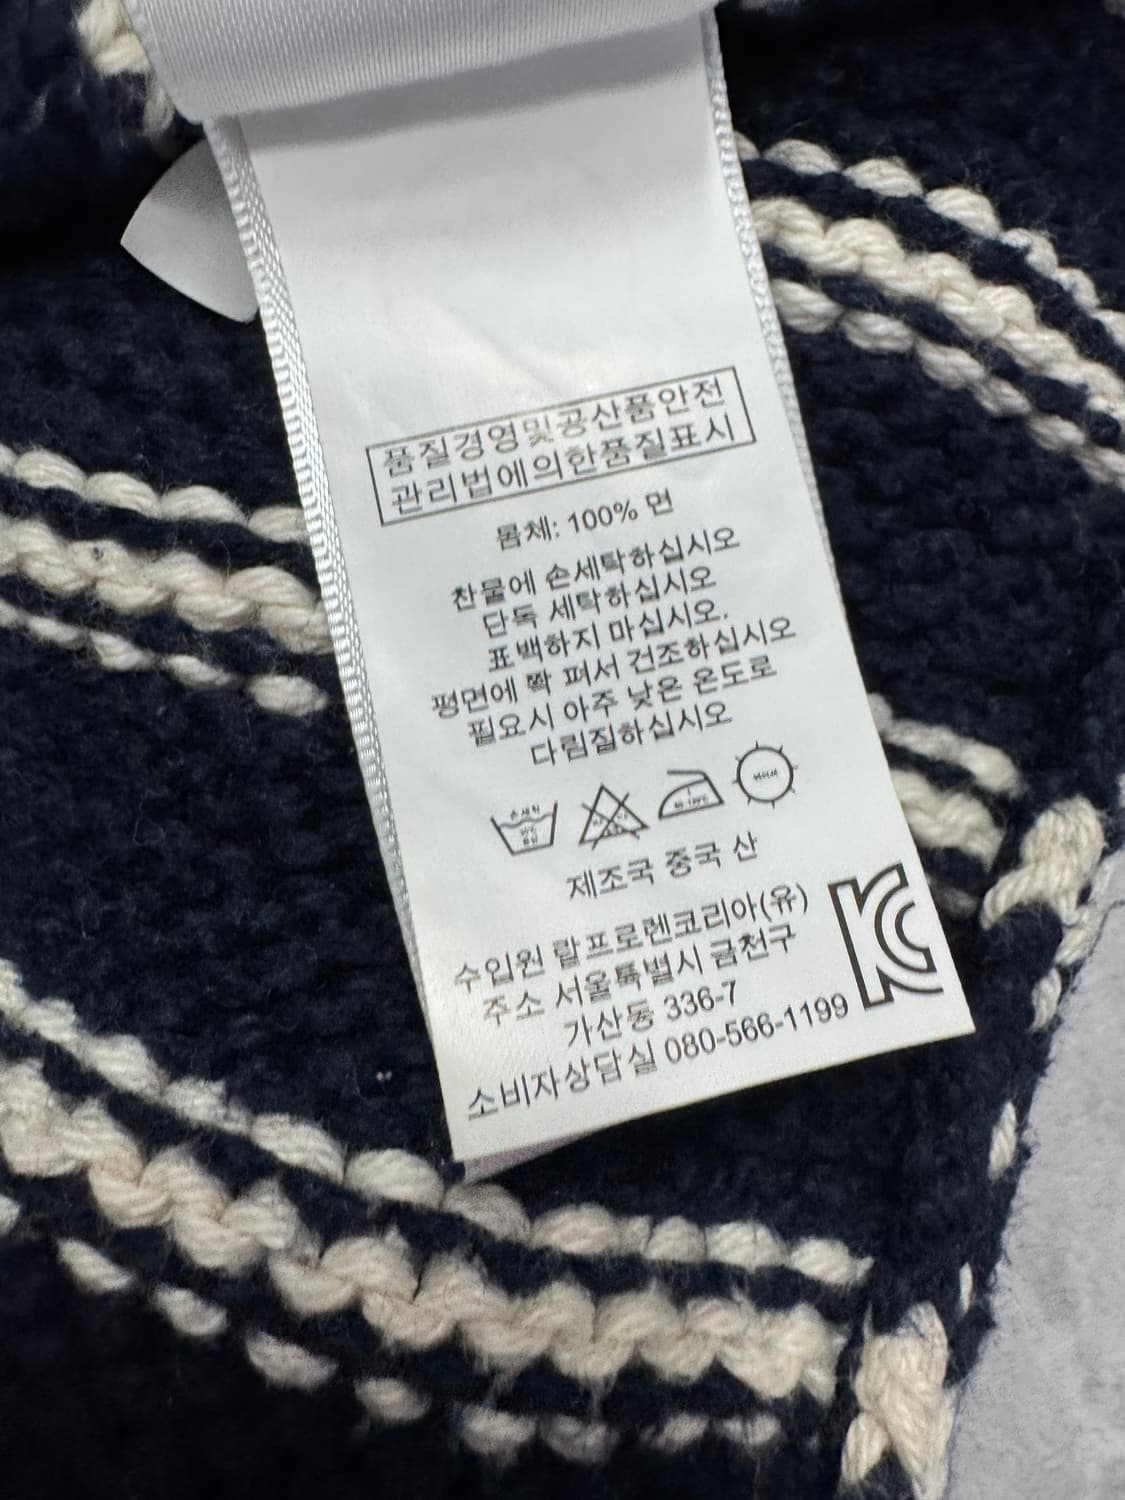 품질경영및공산품안전
관리법에의한품질표시
몸체: 100% 면
찬물에 손세탁하십시오
단독 세탁하십시오
표백하지 마십시오.
평면에 쫙 펴서 건조하십시오
필요시 아주 낮은 온도로
다림질하십시오
손세탁
제조국 중국 산
수입원 랄프로렌코리아(유)
주소 서울특별시 금천구
가산동 336-7
소비자상담실 080-566-1199